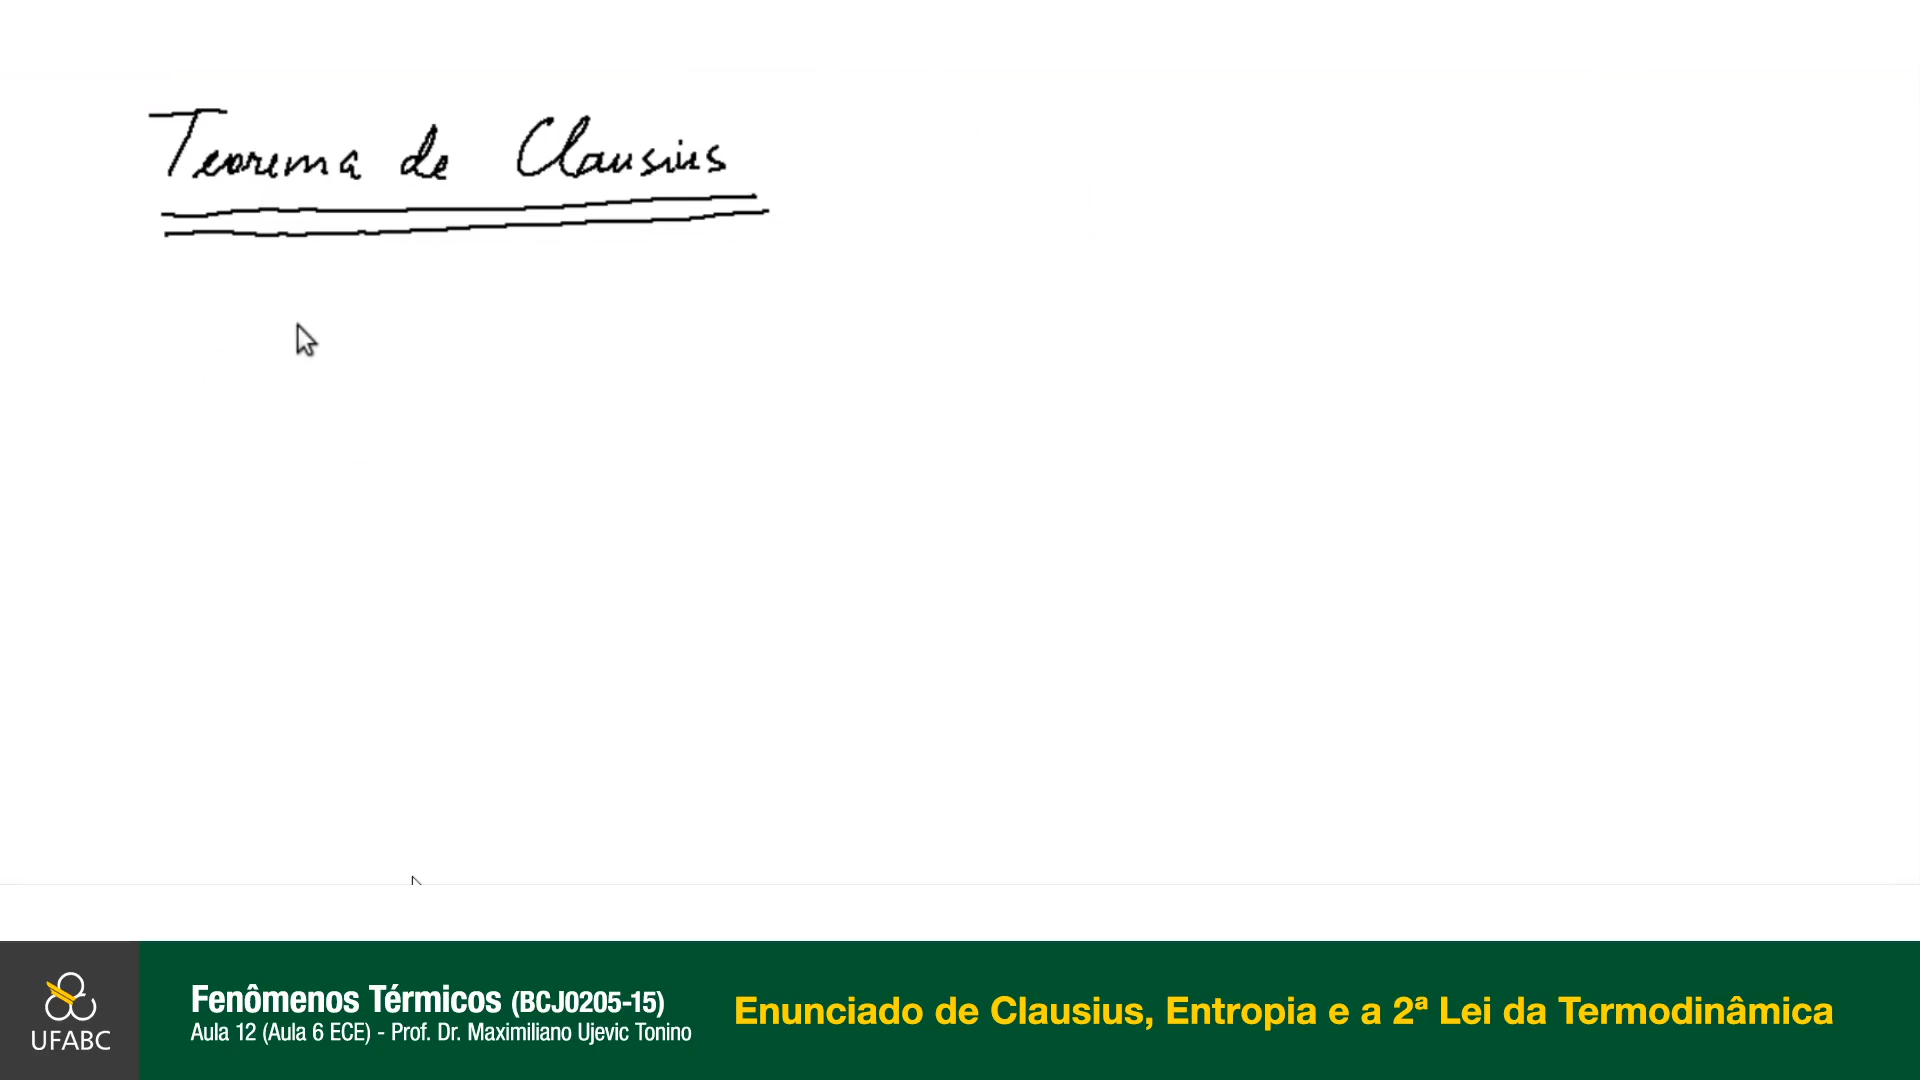 Teorema de Clausius
UFABC
Fenômenos Térmicos (BCJ0205-15)
Aula 12 (Aula 6 ECE) - Prof. Dr. Maximiliano Ujevic Tonino
Enunciado de Clausius, Entropia e a 2ª Lei da Termodinâmica